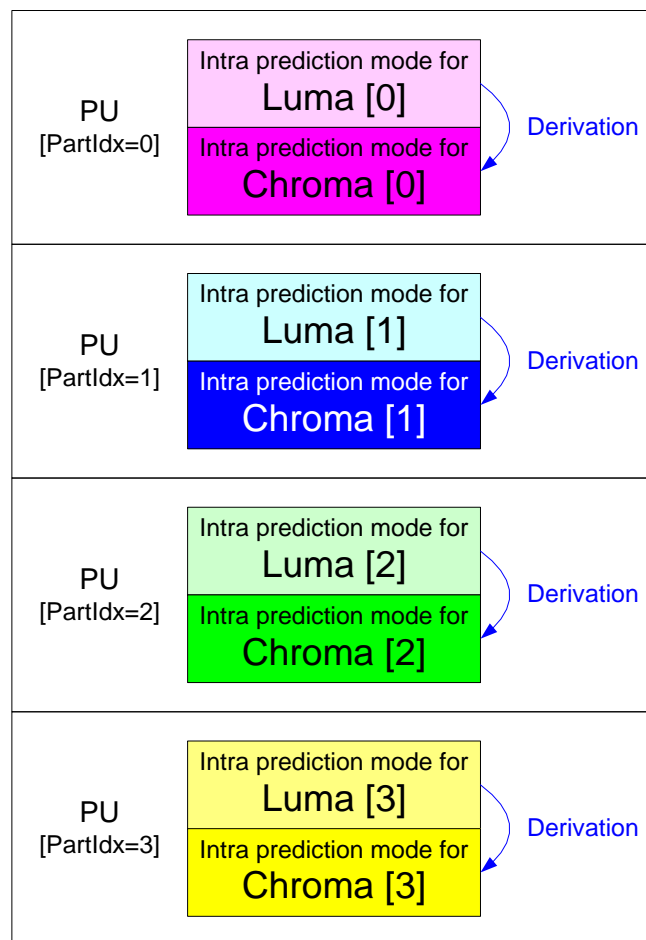 Intra prediction mode for
Luma [0]
PU
[PartIdx=0]
Derivation
Intra prediction mode for
Chroma [0]
Intra prediction mode for
Luma [1]
PU
[PartIdx=1]
Derivation
Intra prediction mode for
Chroma [1]
Intra prediction mode for
Luma [2]
PU
[PartIdx=2]
Derivation
Intra prediction mode for
Chroma [2]
Intra prediction mode for
Luma [3]
PU
[PartIdx=3]
Derivation
Intra prediction mode for
Chroma [3]